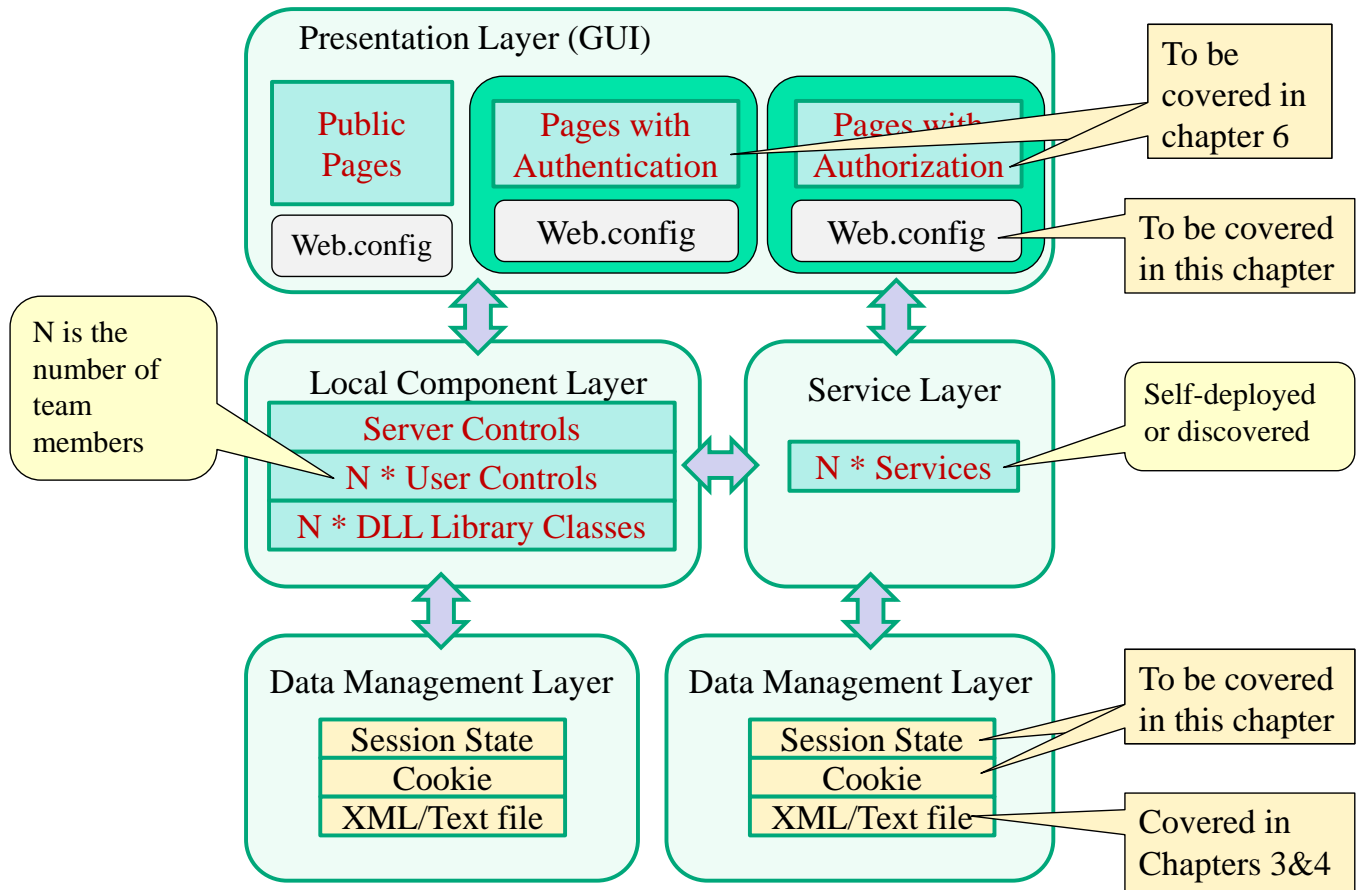 Presentation Layer (GUI)
Public
Pages
Web.config
Pages with
Authentication
Web.config
Pages with
Authorization
Web.config
To be
covered in
chapter 6
To be covered
in this chapter
N is the
number of
team
members
Local Component Layer
Server Controls
N * User Controls
N * DLL Library Classes
Service Layer
N * Services
Self-deployed
or discovered
Data Management Layer
Session State
Cookie
XML/Text file
Data Management Layer
Session State
Cookie
XML/Text file
To be covered
in this chapter
Covered in
Chapters 3&4